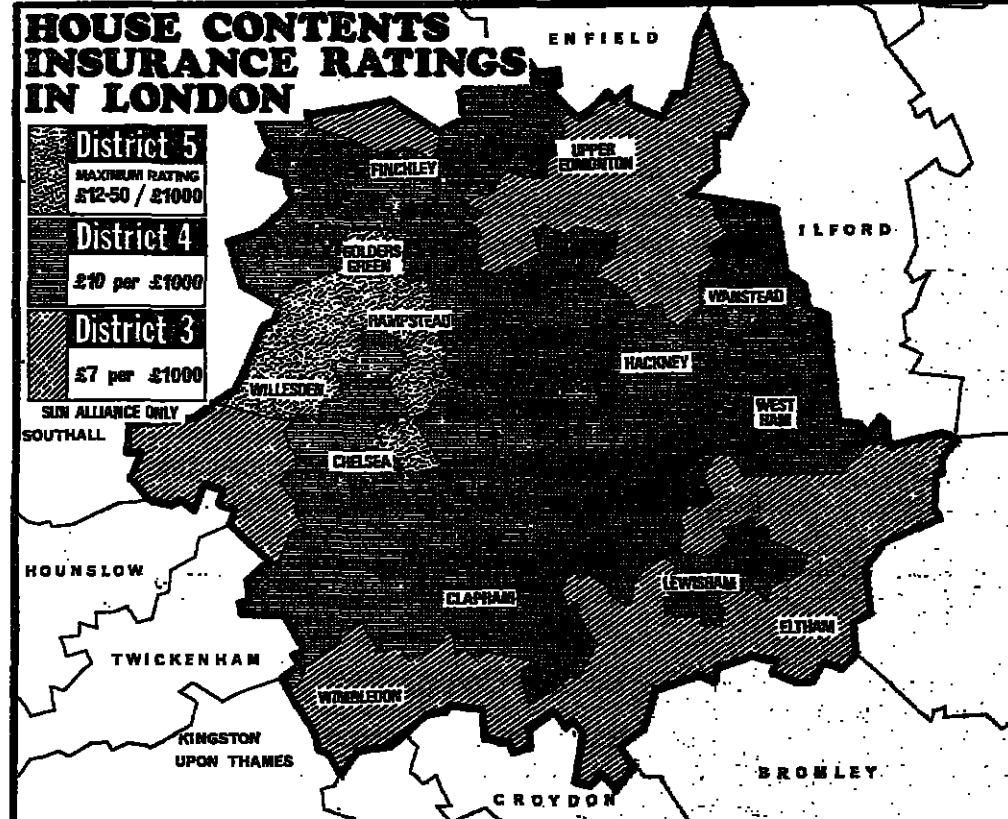 HOUSE CONTENTS
INSURANCE RATINGS
IN LONDON
District 5
MAXIMUM RATING
£12-50 / £1000
District 4
£10 per £1000
District 3
£7 per £1000
SUN ALLIANCE ONLY
ENFIELD
FINCHLEY
UPPER
EDMONTON
ILFORD
GOLDERS
GREEN
WANSTEAD
HAMPSTEAD
HACKNEY
WILLESDEN
WEST
HAM
SOUTHALL
CHELSEA
HOUNSLOW
LEWISHAM
CLAPHAM
ELTHAM
TWICKENHAM
WIMBLEDON
KINGSTON
UPON THAMES
BROMLEY
CROYDON